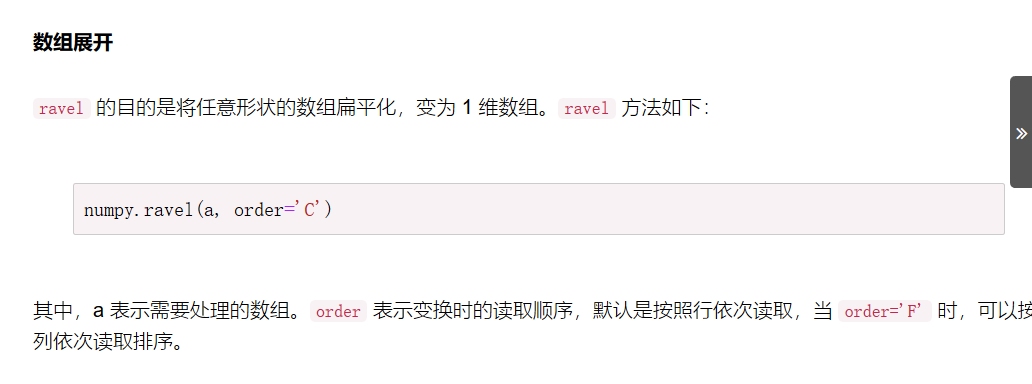 数组展开
ravel 的目的是将任意形状的数组扁平化，变为 1 维数组。ravel 方法如下：
numpy.ravel(a, order='C')
其中，a 表示需要处理的数组。order 表示变换时的读取顺序，默认是按照行依次读取，当 order='F' 时，可以按
列依次读取排序。